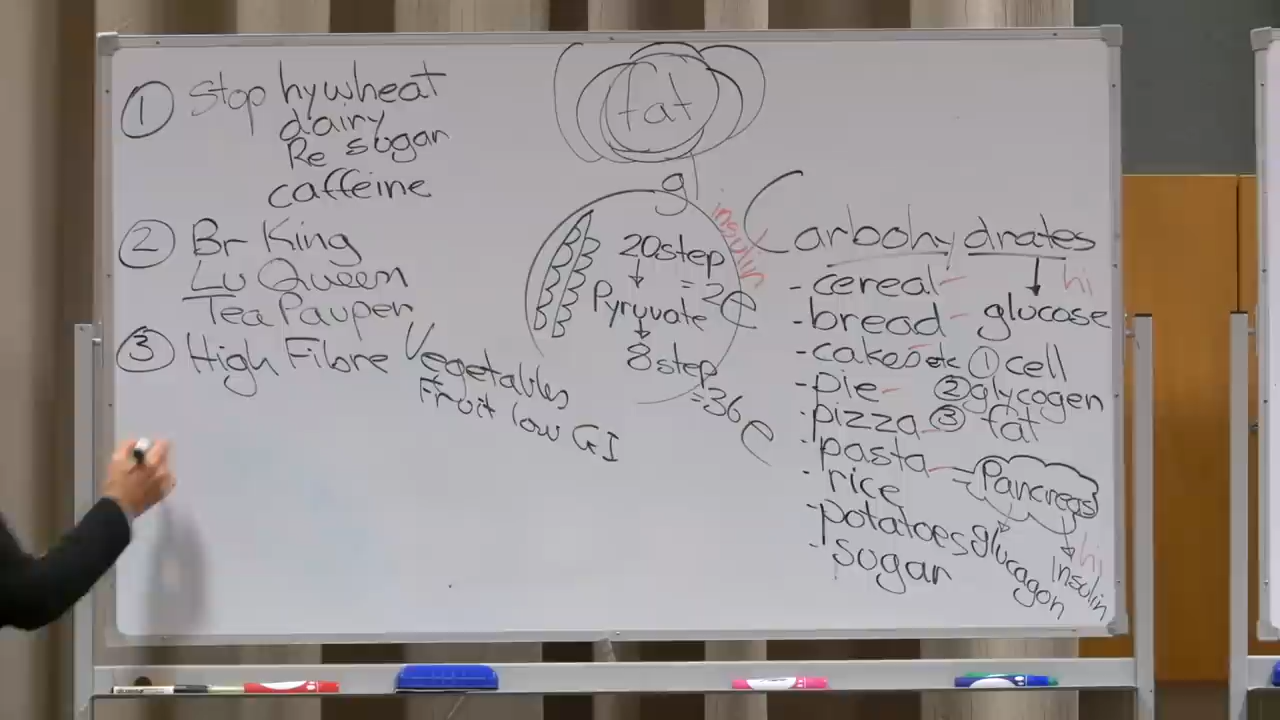 ① Stop hywheat
dairy
Re sugar
caffeine
② Br King
Lu Queen
Tea Pauper
③ High Fibre Vegetables
Fruit low GI
fat
g
insulin
20step
= 2e
Pyruvate
8step
=36e
Carbohydrates
hi
glucose
- cereal
- bread
- cakes etc
- pie
- pizza
- pasta
- rice
- potatoes
- sugar
① cell
② glycogen
③ fat
Pancreas
glucagon
hi
insulin